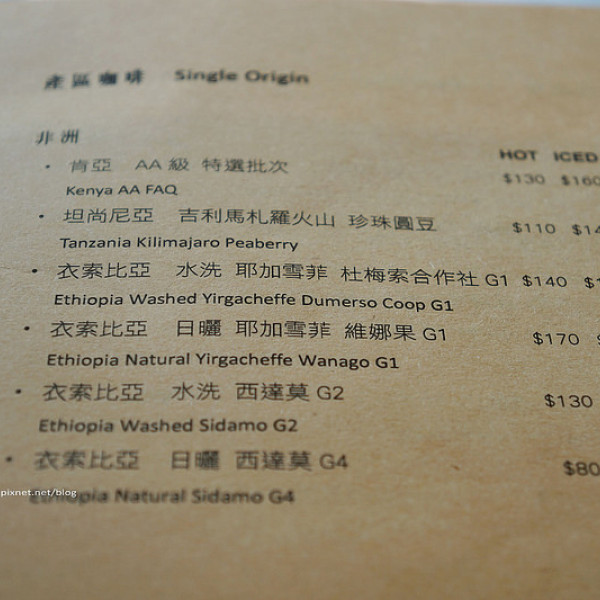 產區咖啡 Single Origin
非洲
HOT ICED
• 肯亞 AA 級 特選批次 $130 $160
Kenya AA FAQ
• 坦尚尼亞 吉利馬札羅火山 珍珠圓豆 $110
Tanzania Kilimajaro Peaberry
• 衣索比亞 水洗 耶加雪菲 杜梅索合作社 G1 $140
Ethiopia Washed Yirgacheffe Dumerso Coop G1
• 衣索比亞 日曬 耶加雪菲 維娜果 G1 $170
Ethiopia Natural Yirgacheffe Wanago G1
• 衣索比亞 水洗 西達莫 G2 $130
Ethiopia Washed Sidamo G2
• 衣索比亞 日曬 西達莫 G4 $80
Ethiopia Natural Sidamo G4
pixnet.net/blog